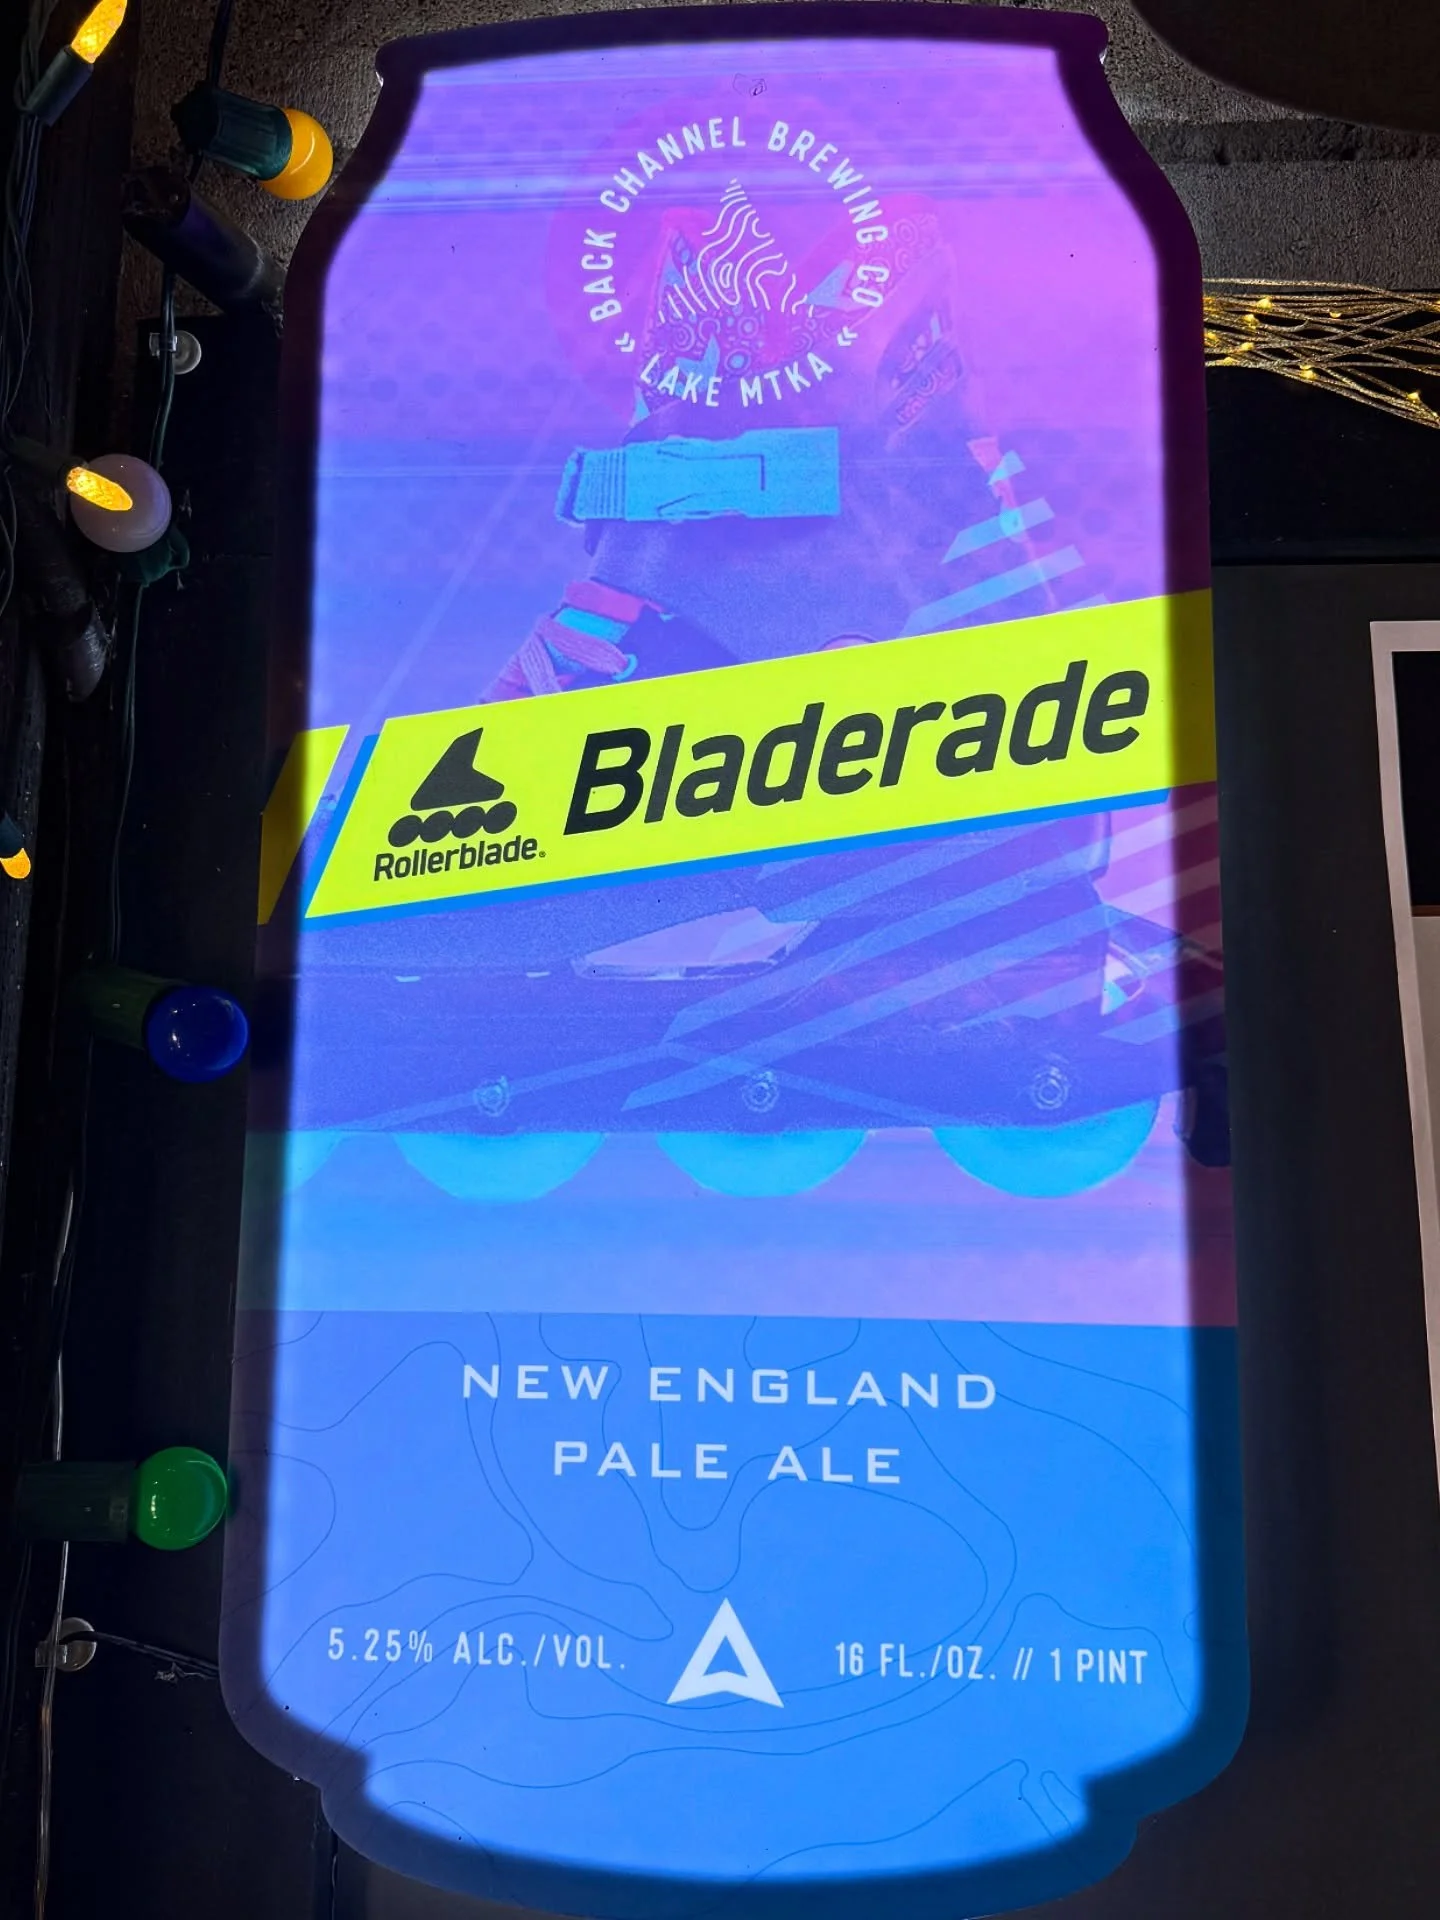 BACK CHANNEL BREWING CO
« LAKE MTKA »
Bladerade
Rollerblade®
NEW ENGLAND
PALE ALE
5.25% ALC./VOL.
16 FL./OZ. // 1 PINT